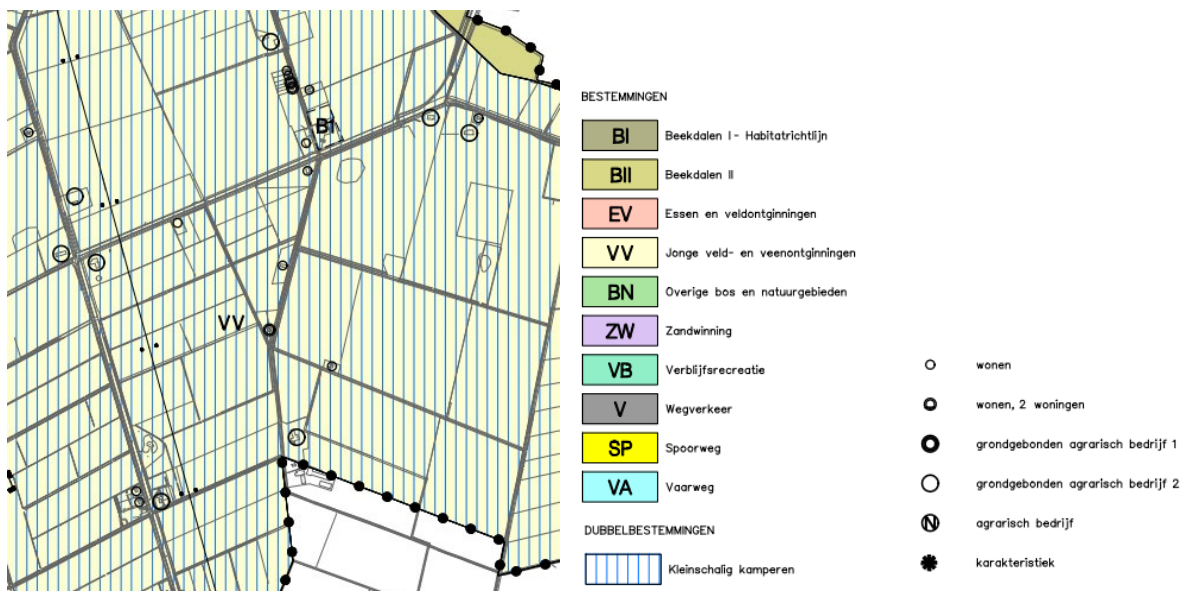 B1
VV
BESTEMMINGEN
BI Beekdalen I - Habitatrichtlijn
BII Beekdalen II
EV Essen en veldontginningen
VV Jonge veld- en veenontginningen
BN Overige bos en natuurgebieden
ZW Zandwinning
VB Verblijfsrecreatie
V Wegverkeer
SP Spoorweg
VA Vaarweg
DUBBELBESTEMMINGEN
Kleinschalig kamperen
wonen
wonen, 2 woningen
grondgebonden agrarisch bedrijf 1
grondgebonden agrarisch bedrijf 2
N agrarisch bedrijf
karakteristiek